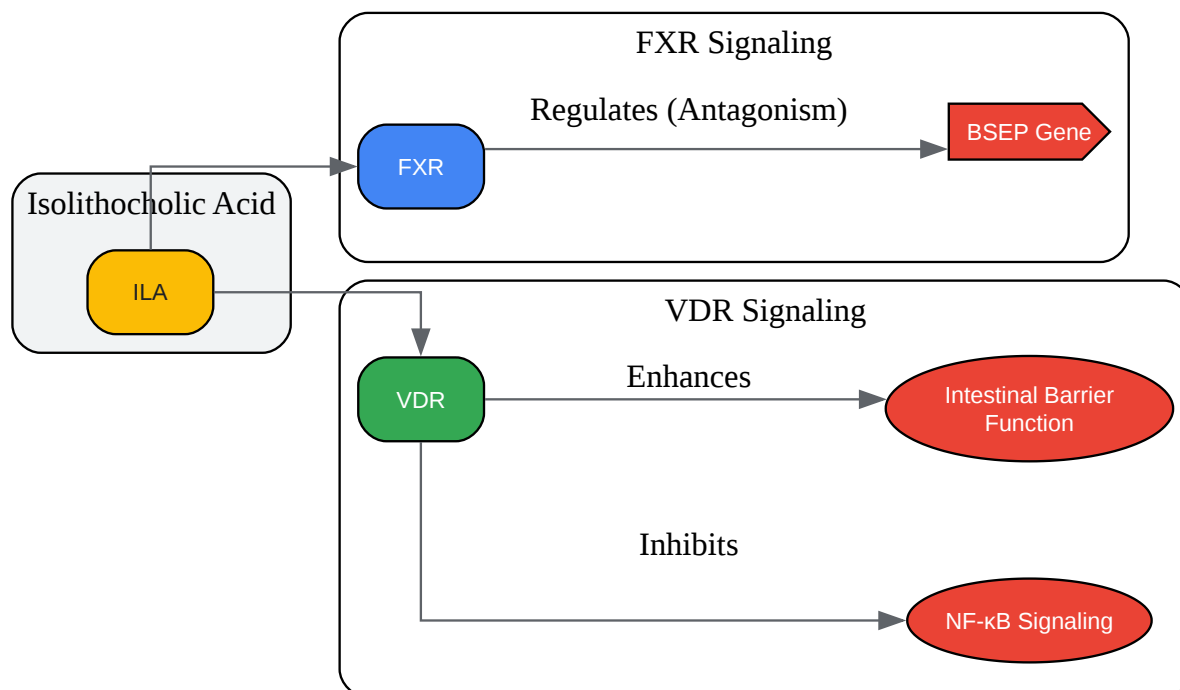 FXR Signaling
Regulates (Antagonism)
BSEP Gene
FXR
Isolithocholic Acid
ILA
VDR Signaling
Enhances
VDR
Intestinal Barrier
Function
Inhibits
NF-κB Signaling